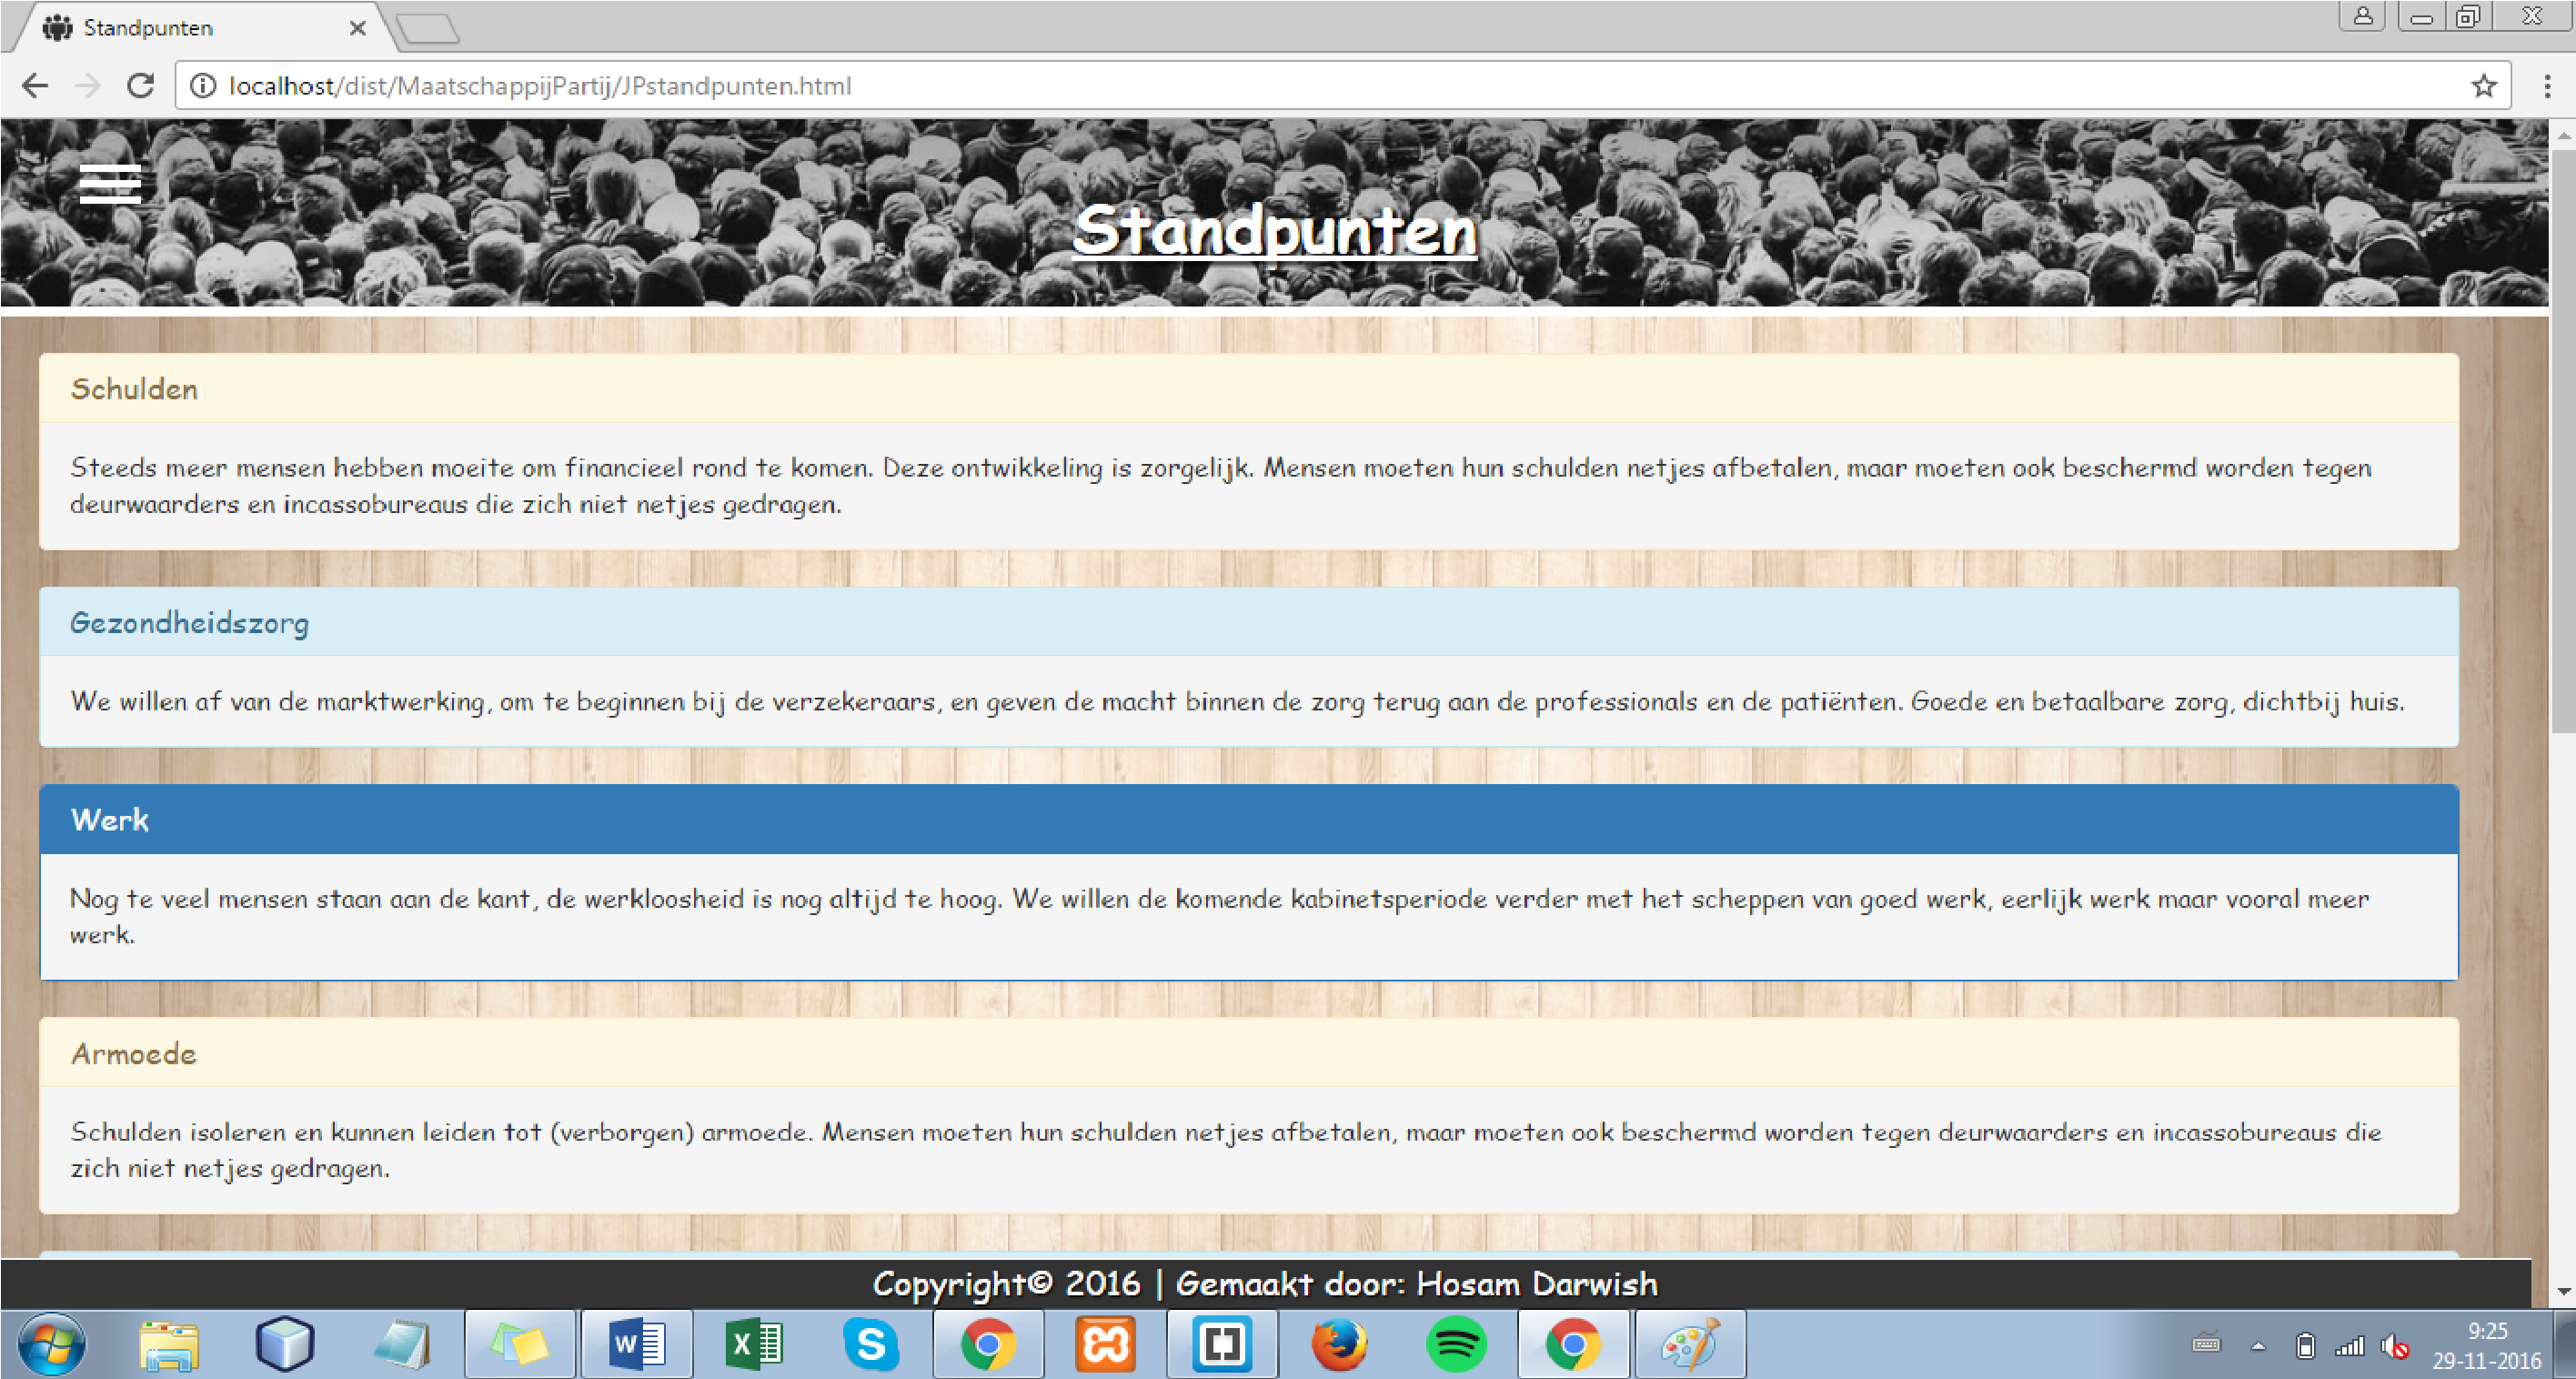 Standpunten
localhost/dist/MaatschappijPartij/JPstandpunten.html
Standpunten
Schulden
Steeds meer mensen hebben moeite om financieel rond te komen. Deze ontwikkeling is zorgelijk. Mensen moeten hun schulden netjes afbetalen, maar moeten ook beschermd worden tegen
deurwaarders en incassobureaus die zich niet netjes gedragen.
Gezondheidszorg
We willen af van de marktwerking, om te beginnen bij de verzekeraars, en geven de macht binnen de zorg terug aan de professionals en de patiënten. Goede en betaalbare zorg, dichtbij huis.
Werk
Nog te veel mensen staan aan de kant, de werkloosheid is nog altijd te hoog. We willen de komende kabinetsperiode verder met het scheppen van goed werk, eerlijk werk maar vooral meer
werk.
Armoede
Schulden isoleren en kunnen leiden tot (verborgen) armoede. Mensen moeten hun schulden netjes afbetalen, maar moeten ook beschermd worden tegen deurwaarders en incassobureaus die
zich niet netjes gedragen.
Copyright© 2016 | Gemaakt door: Hosam Darwish
9:25
29-11-2016